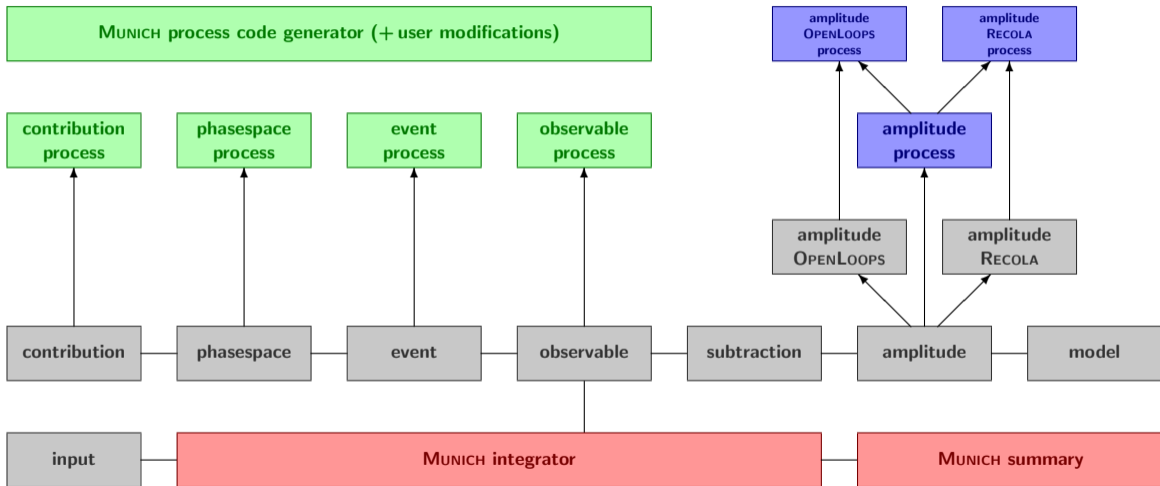 MUNICH process code generator (+ user modifications)
amplitude
OPENLOOPS
process
amplitude
RECOLA
process
contribution
process
phasespace
process
event
process
observable
process
amplitude
process
amplitude
OPENLOOPS
amplitude
RECOLA
contribution
phasespace
event
observable
subtraction
amplitude
model
input
MUNICH integrator
MUNICH summary